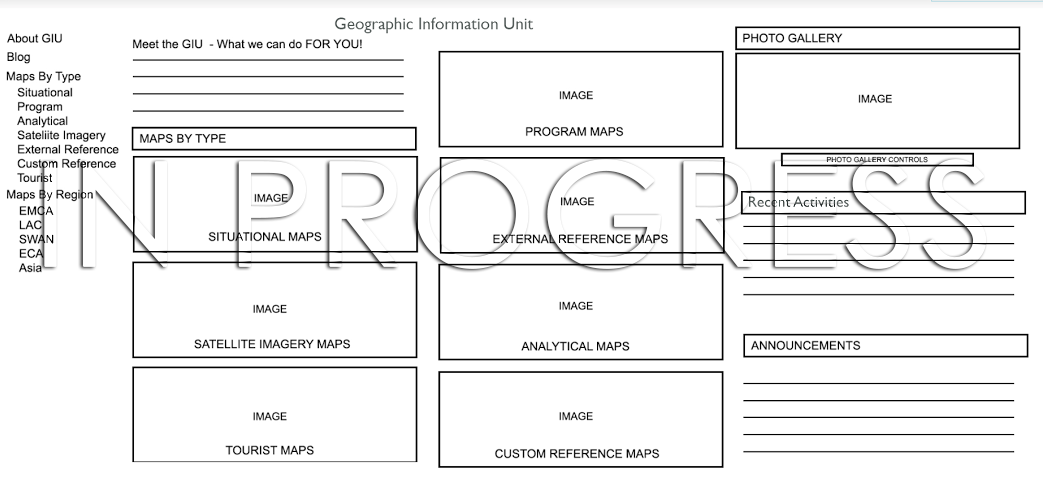 Geographic Information Unit
About GIU
Blog
Maps By Type
Situational
Program
Analytical
Sateliite Imagery
External Reference
Custom Reference
Tourist
Maps By Region
EMCA
LAC
SWAN
ECA
Asia
Meet the GIU - What we can do FOR YOU!
MAPS BY TYPE
IMAGE
SITUATIONAL MAPS
IMAGE
SATELLITE IMAGERY MAPS
IMAGE
TOURIST MAPS
IMAGE
PROGRAM MAPS
IMAGE
EXTERNAL REFERENCE MAPS
IMAGE
ANALYTICAL MAPS
IMAGE
CUSTOM REFERENCE MAPS
PHOTO GALLERY
IMAGE
PHOTO GALLERY CONTROLS
Recent Activities
ANNOUNCEMENTS
IN PROGRESS